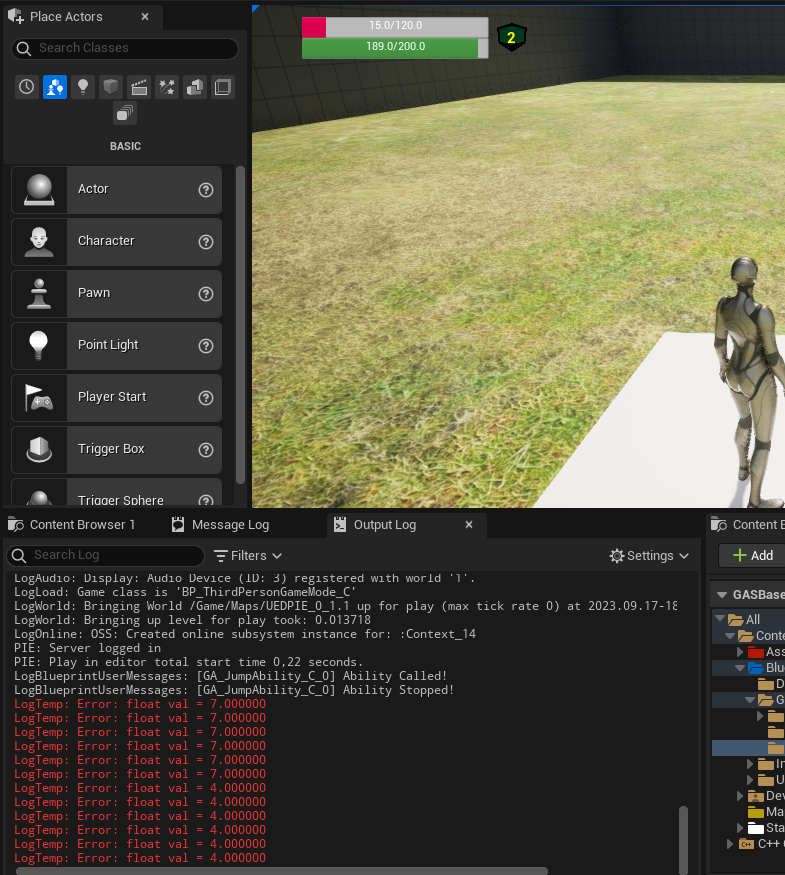 Place Actors
Search Classes
BASIC
Actor
Character
Pawn
Point Light
Player Start
Trigger Box
Trigger Sphere
15.0/120.0
189.0/200.0
2
Content Browser 1
Message Log
Output Log
Search Log
Filters
Settings
LogAudio: Display: Audio Device (ID: 3) registered with world '1'.
LogLoad: Game class is 'BP_ThirdPersonGameMode_C'
LogWorld: Bringing World /Game/Maps/UEDPIE_0_1.1 up for play (max tick rate 0) at 2023.09.17-18
LogWorld: Bringing up level for play took: 0.013718
LogOnline: OSS: Created online subsystem instance for: :Context_14
PIE: Server logged in
PIE: Play in editor total start time 0,22 seconds.
LogBlueprintUserMessages: [GA_JumpAbility_C_0] Ability Called!
LogBlueprintUserMessages: [GA_JumpAbility_C_0] Ability Stopped!
LogTemp: Error: float val = 7.000000
LogTemp: Error: float val = 7.000000
LogTemp: Error: float val = 7.000000
LogTemp: Error: float val = 7.000000
LogTemp: Error: float val = 7.000000
LogTemp: Error: float val = 7.000000
LogTemp: Error: float val = 4.000000
LogTemp: Error: float val = 4.000000
LogTemp: Error: float val = 4.000000
LogTemp: Error: float val = 4.000000
LogTemp: Error: float val = 4.000000
LogTemp: Error: float val = 4.000000
Content B
Add
GASBase
All
Conte
Ass
Blu
D
G
In
U
Dev
Ma
Sta
C++